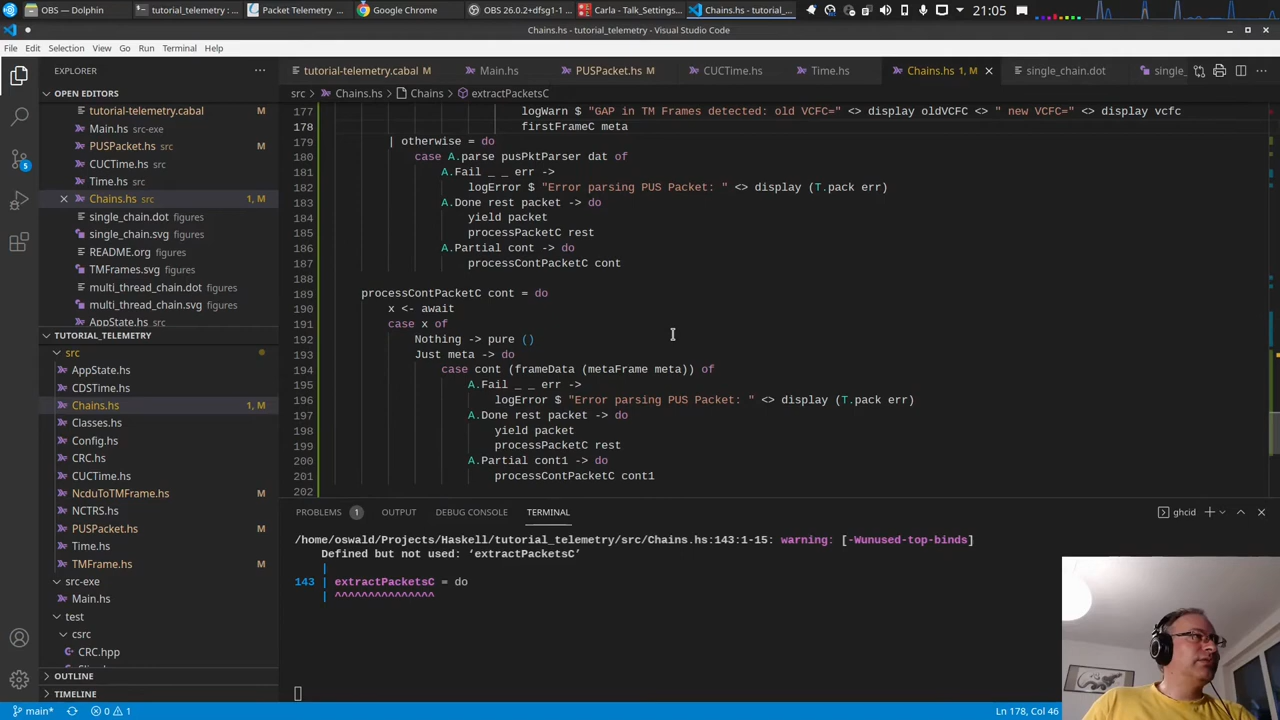 OBS — Dolphin
tutorial_telemetry :
Packet Telemetry
Google Chrome
OBS 26.0.2+dfsg1-1
Carla - Talk_Settings.
Chains.hs - tutorial_
21:05
Chains.hs - tutorial_telemetry - Visual Studio Code
File Edit Selection View Go Run Terminal Help
EXPLORER
tutorial-telemetry.cabal M
Main.hs
PUSPacket.hs M
CUCTime.hs
Time.hs
Chains.hs 1, M
single_chain.dot
single_
src > Chains.hs > Chains > extractPacketsC
OPEN EDITORS
tutorial-telemetry.cabal M
Main.hs src-exe
PUSPacket.hs src M
CUCTime.hs src
Time.hs src
Chains.hs src 1, M
single_chain.dot figures
single_chain.svg figures
README.org figures
TMFrames.svg figures
multi_thread_chain.dot figures
multi_thread_chain.svg figures
AppState.hs src
TUTORIAL_TELEMETRY
src
AppState.hs
CDSTime.hs
Chains.hs 1, M
Classes.hs
Config.hs
CRC.hs
CUCTime.hs
NcduToTMFrame.hs M
NCTRS.hs
PUSPacket.hs M
Time.hs
TMFrame.hs M
src-exe
Main.hs
test
csrc
CRC.hpp
OUTLINE
TIMELINE
177 logWarn $ "GAP in TM Frames detected: old VCFC=" <> display oldVCFC <> " new VCFC=" <> display vcfc
178 firstFrameC meta
179 | otherwise = do
180 case A.parse pusPktParser dat of
181 A.Fail _ _ err ->
182 logError $ "Error parsing PUS Packet: " <> display (T.pack err)
183 A.Done rest packet -> do
184 yield packet
185 processPacketC rest
186 A.Partial cont -> do
187 processContPacketC cont
188
189 processContPacketC cont = do
190 x <- await
191 case x of
192 Nothing -> pure ()
193 Just meta -> do
194 case cont (frameData (metaFrame meta)) of
195 A.Fail _ _ err ->
196 logError $ "Error parsing PUS Packet: " <> display (T.pack err)
197 A.Done rest packet -> do
198 yield packet
199 processPacketC rest
200 A.Partial cont1 -> do
201 processContPacketC cont1
202
PROBLEMS 1 OUTPUT DEBUG CONSOLE TERMINAL
ghcid
/home/oswald/Projects/Haskell/tutorial_telemetry/src/Chains.hs:143:1-15: warning: [-Wunused-top-binds]
Defined but not used: ‘extractPacketsC’
|
143 | extractPacketsC = do
| ^^^^^^^^^^^^^^^
main* 0 1
Ln 178, Col 46